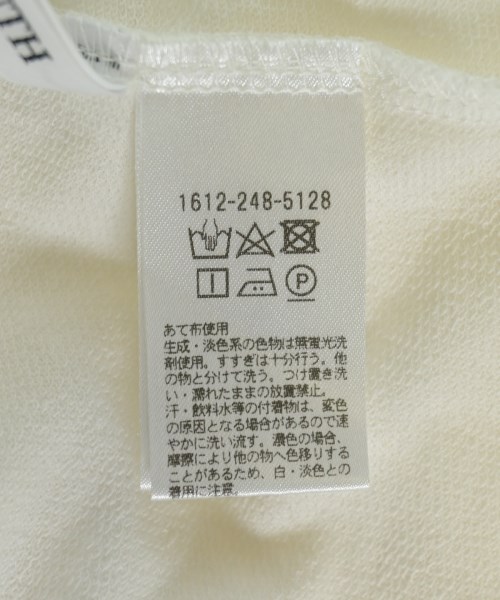 TH
1612-248-5128
P
あて布使用
生成・淡色系の色物は無蛍光洗
剤使用。すすぎは十分行う。他
の物と分けて洗う。つけ置き洗
い・濡れたままの放置禁止。
汗・飲料水等の付着物は、変色
の原因となる場合があるので速
やかに洗い流す。濃色の場合、
摩擦により他の物へ色移りする
ことがあるため、白・淡色との
着用に注意。